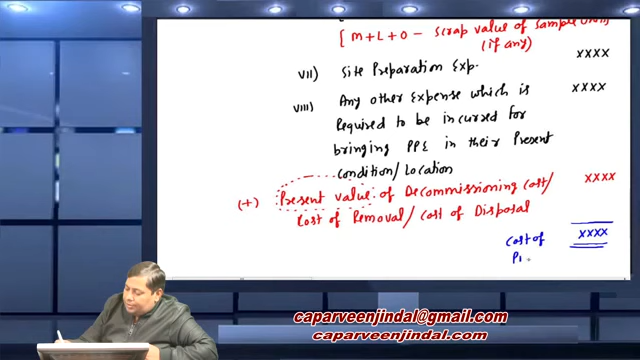 [ M+L+O - Scrap value of Sample Units
(if any)
VII) Site Preparation Exp. XXXX
VIII) Any other Expense which is XXXX
Required to be incurred for
bringing PPE in their Present
condition/Location
(+) Present value of Decommissioning cost/ XXXX
Cost of Removal/cost of Disposal
cost of XXXX
PI
caparveenjindal@gmail.com
caparveenjindal.com